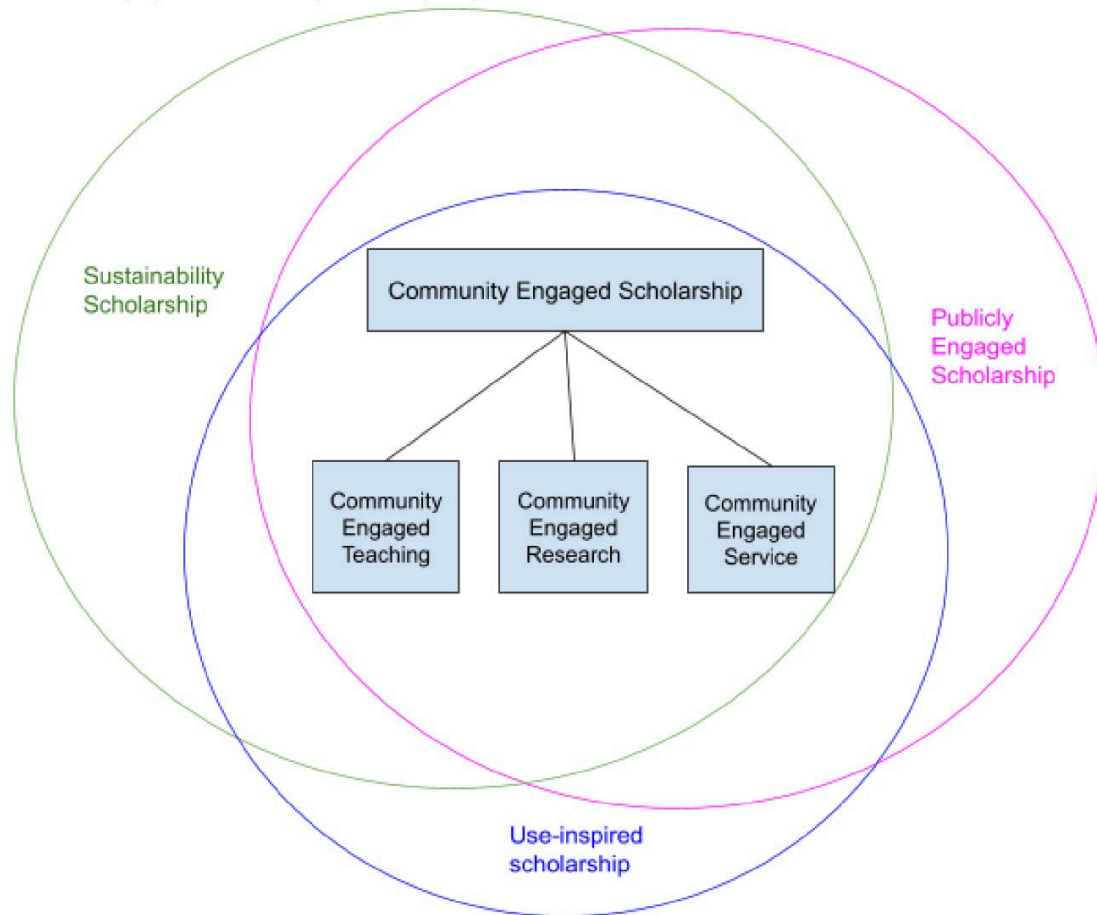 Community Engaged Scholarship
Sustainability
Scholarship
Publicly
Engaged
Scholarship
Community
Engaged
Teaching
Community
Engaged
Research
Community
Engaged
Service
Use-inspired
scholarship